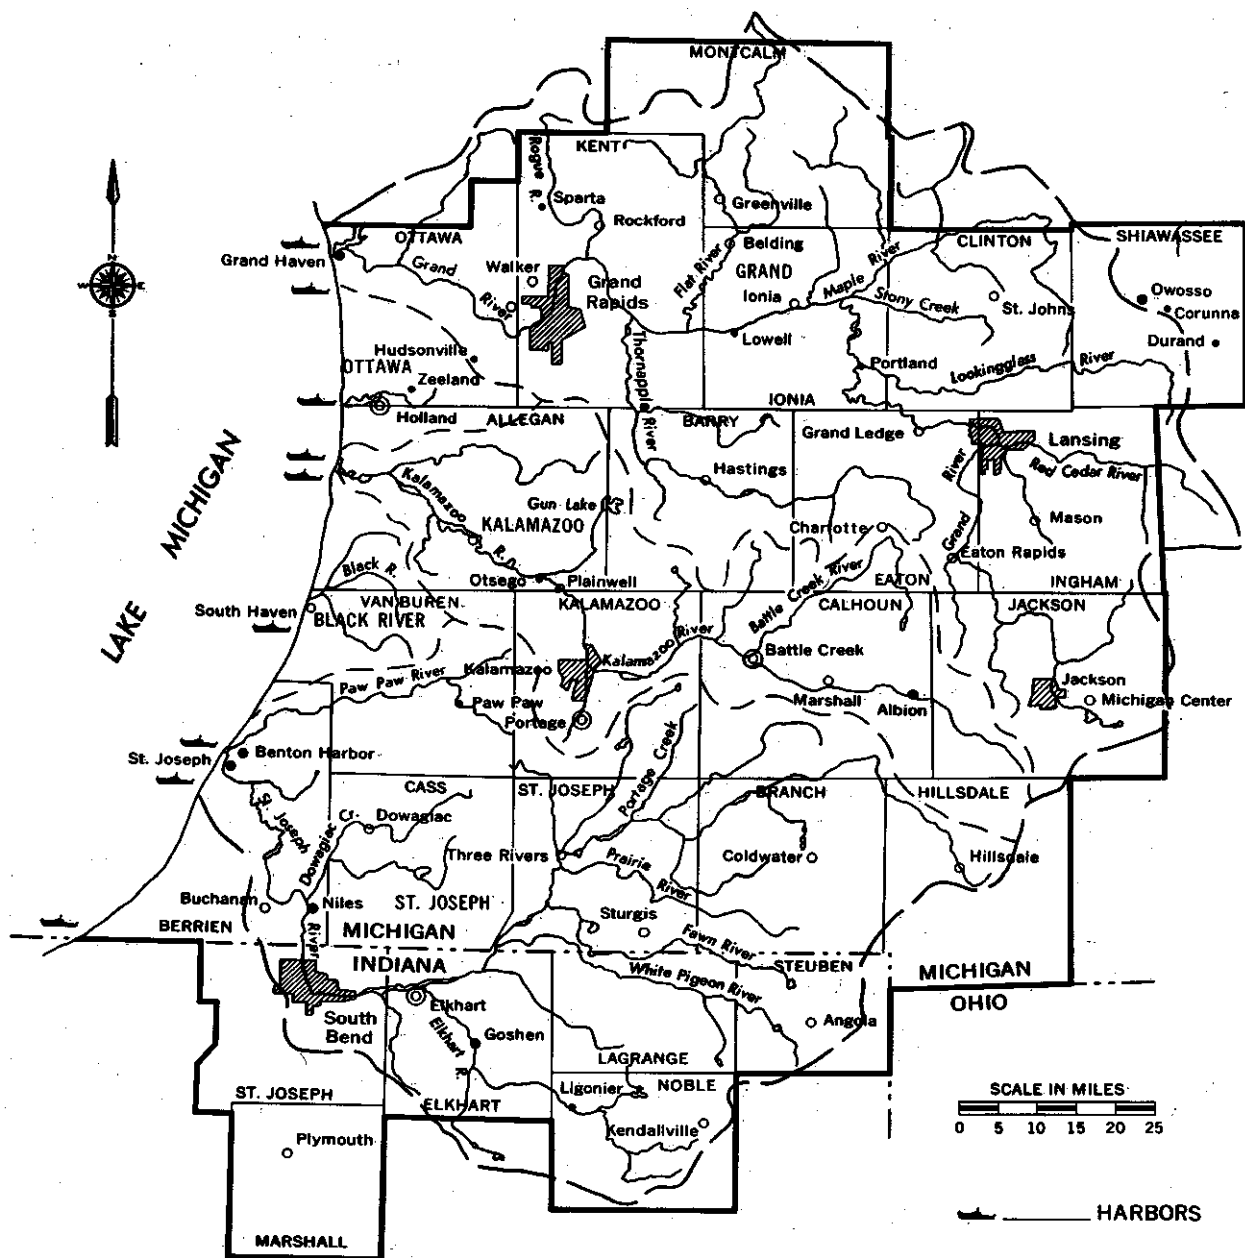 MONTCALM
KENT
Rogue R.
Sparta
Rockford
Greenville
OTTAWA
Grand Haven
Grand
River
Walker
Grand
Rapids
Belding
Flat River
GRAND
Ionia
Maple River
CLINTON
SHIAWASSEE
Stony Creek
St. Johns
Owosso
Corunna
Durand
N
W
E
S
Hudsonville
OTTAWA
Zeeland
Holland
Lowell
Thornapple River
Portland
Lookingglass River
IONIA
ALLEGAN
BARRY
Grand Ledge
Lansing
Red Cedar River
LAKE MICHIGAN
Kalamazoo R.
Gun Lake
KALAMAZOO
Hastings
Charlotte
Grand River
Mason
Eaton Rapids
Otsego
Plainwell
Black R.
EATON
INGHAM
South Haven
VAN BUREN
BLACK RIVER
KALAMAZOO
Battle Creek River
CALHOUN
JACKSON
Kalamazoo River
Kalamazoo
Battle Creek
Paw Paw River
Paw Paw
Portage
Marshall
Albion
Jackson
Michigan Center
St. Joseph
Benton Harbor
Portage Creek
CASS
ST. JOSEPH
BRANCH
HILLSDALE
St. Joseph
River
Dowagiac Cr.
Dowagiac
Three Rivers
Prairie River
Coldwater
Hillsdale
Buchanan
Niles
ST. JOSEPH
Sturgis
BERRIEN
MICHIGAN
INDIANA
Fawn River
White Pigeon River
STEUBEN
MICHIGAN
OHIO
South
Bend
Elkhart
Elkhart R.
Goshen
Angola
LAGRANGE
Ligonier
NOBLE
ST. JOSEPH
ELKHART
Kendallville
Plymouth
MARSHALL
SCALE IN MILES
0 5 10 15 20 25
HARBORS